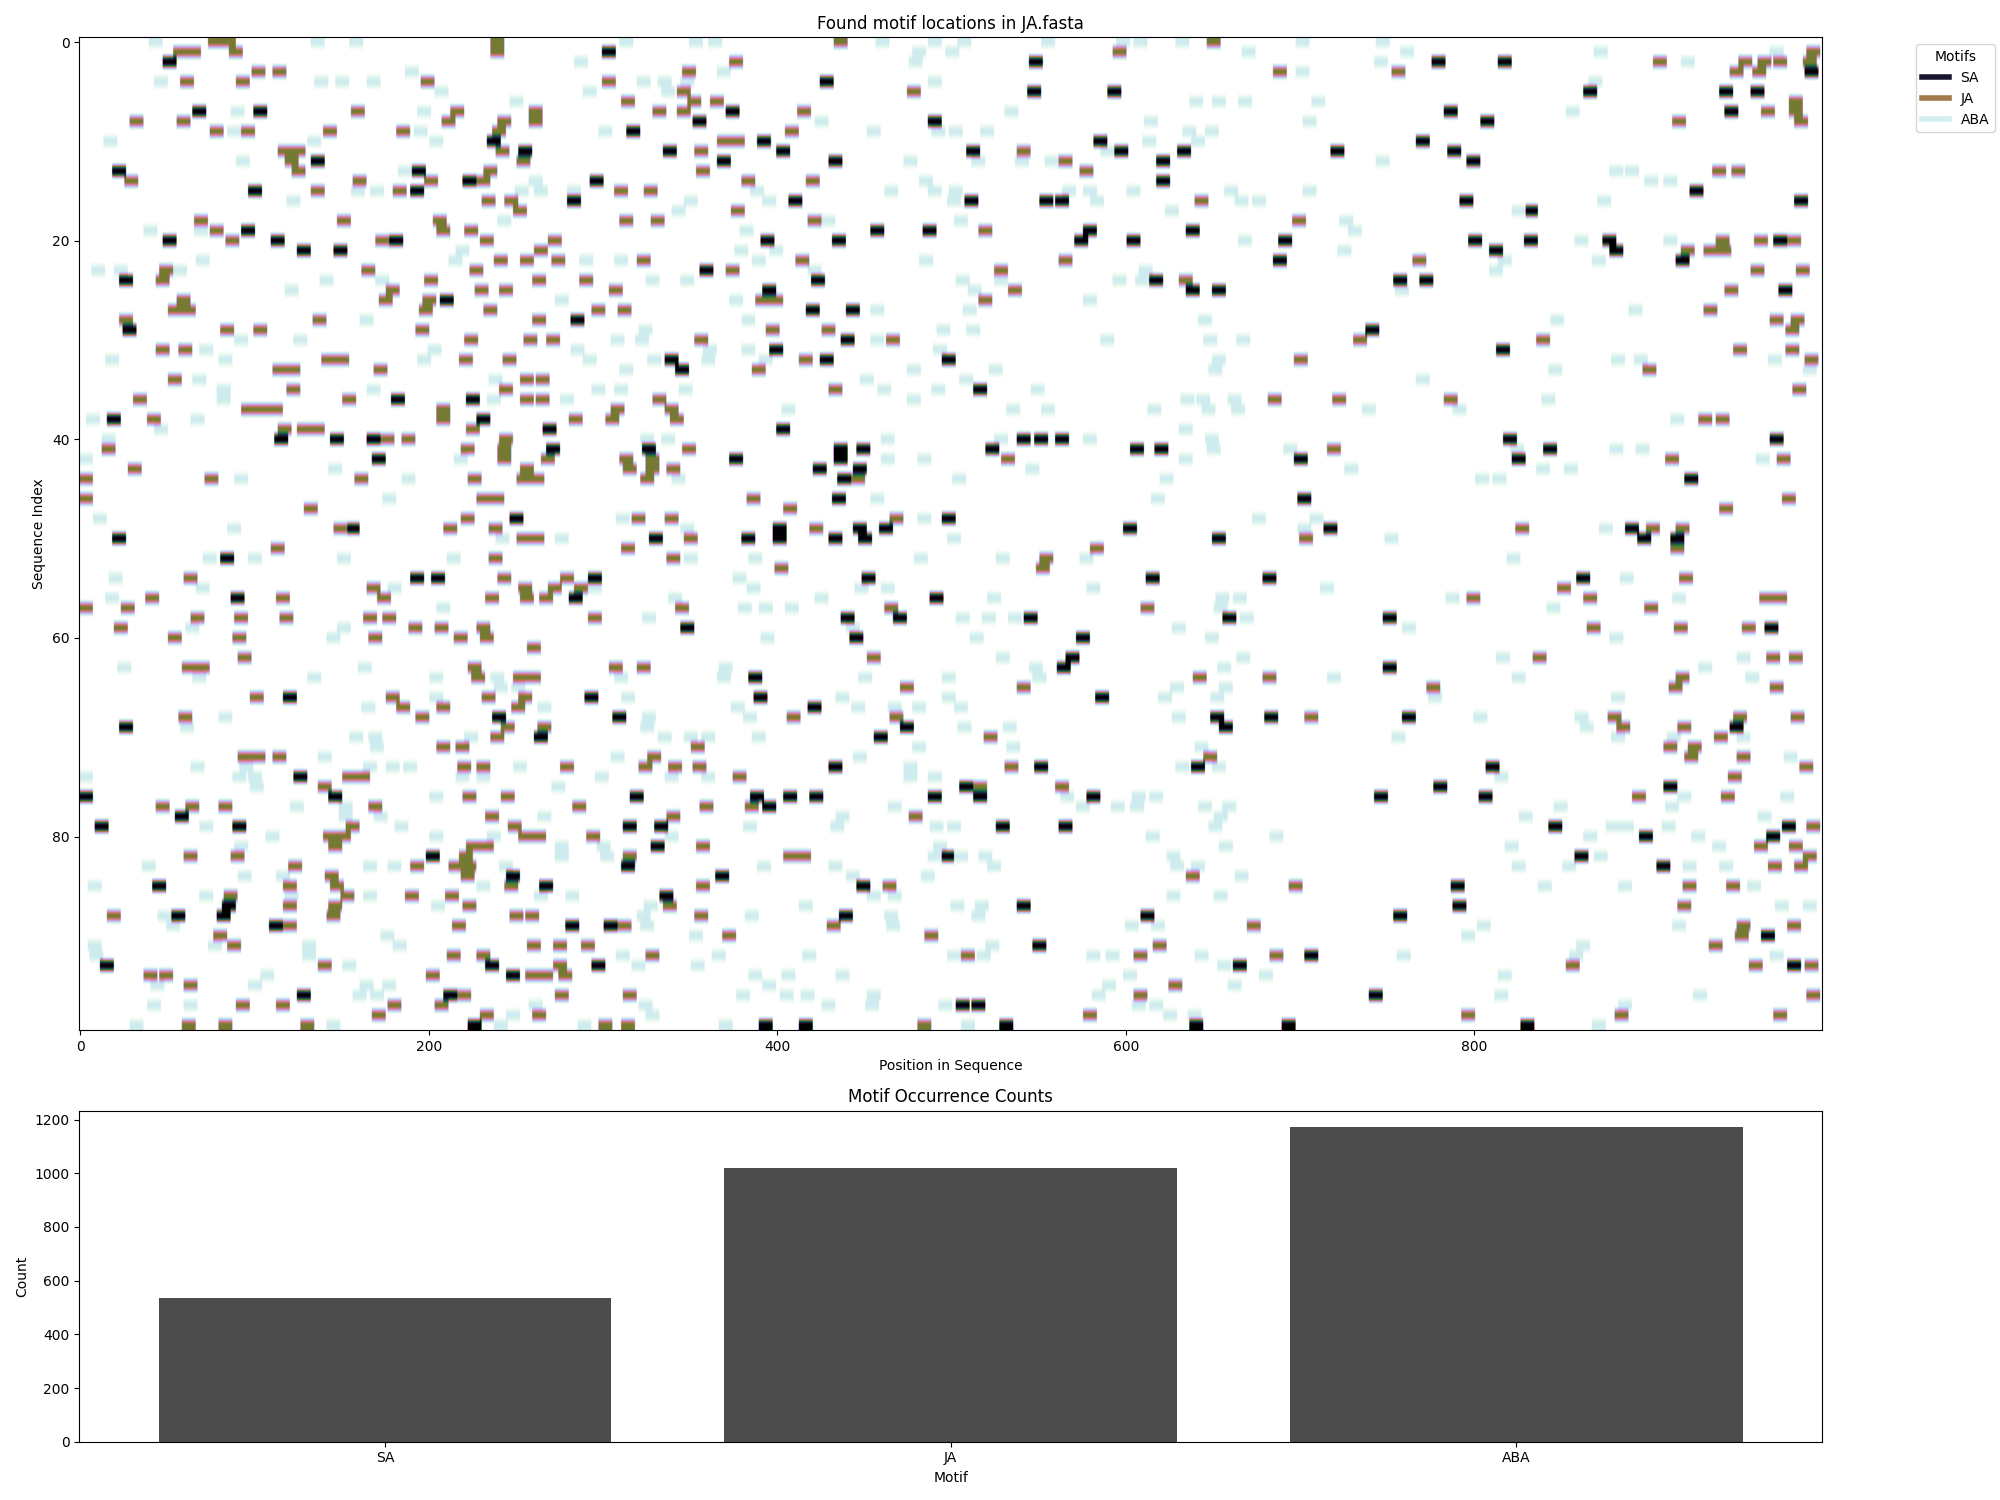 Found motif locations in JA.fasta
Motifs
SA
JA
ABA
0
20
40
60
80
Sequence Index
0
200
400
600
800
Position in Sequence
Motif Occurrence Counts
1200
1000
800
600
400
200
0
Count
SA
JA
ABA
Motif